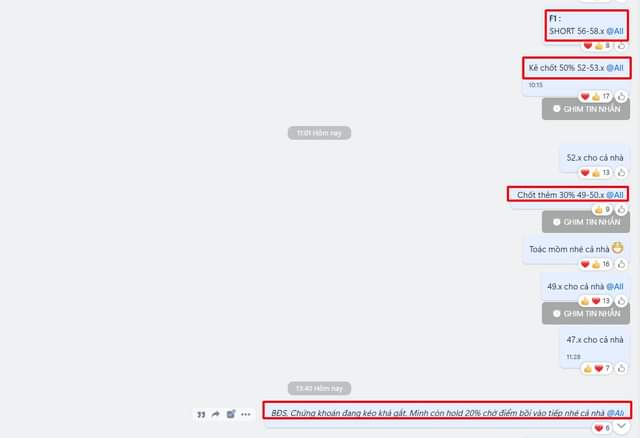 F1 :
SHORT 56-58.x @All
8
Kê chốt 50% 52-53.x @All
10:15
17
GHIM TIN NHẮN
11:01 Hôm nay
52.x cho cả nhà
13
Chốt thêm 30% 49-50.x @All
9
GHIM TIN NHẮN
Toác mồm nhé cả nhà
16
49.x cho cả nhà @All
13
GHIM TIN NHẮN
47.x cho cả nhà
11:28
7
13:43 Hôm nay
BĐS, Chứng khoán đang kéo khá gắt. Mình còn hold 20% chờ điểm bồi vào tiếp nhé cả nhà @All
6